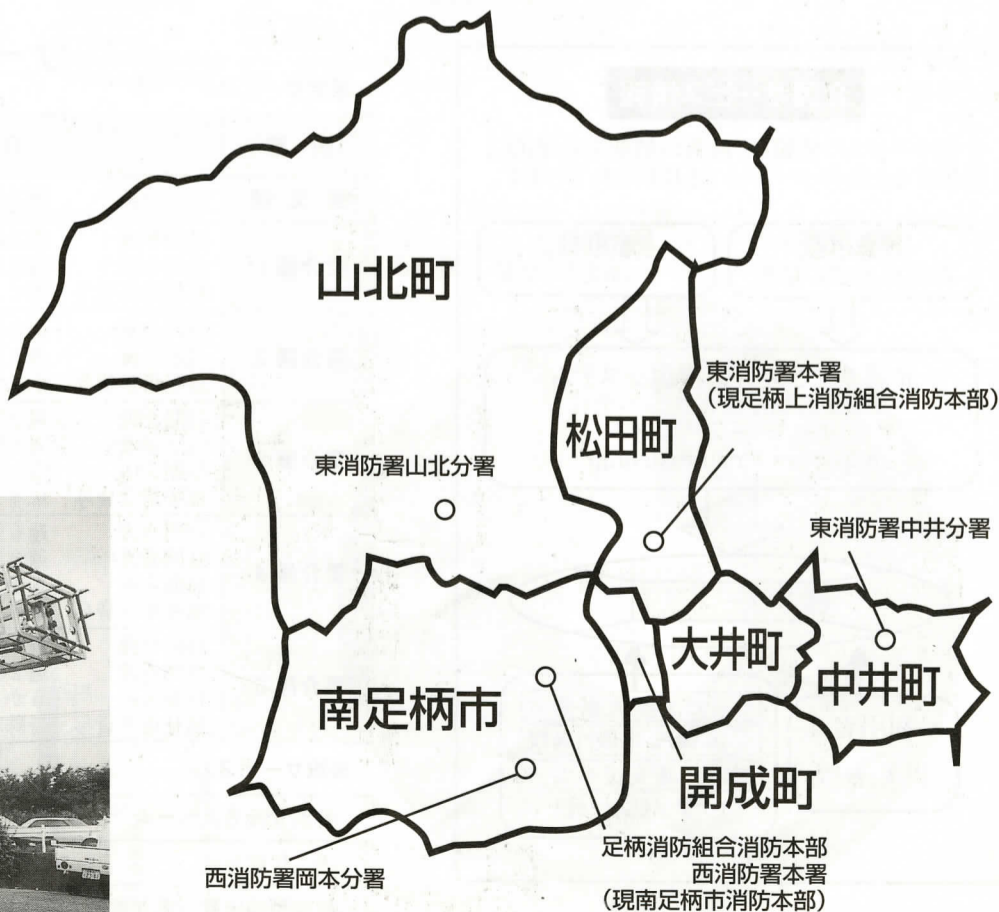 山北町
東消防署本署
(現足柄上消防組合消防本部)
松田町
東消防署山北分署
東消防署中井分署
大井町
中井町
南足柄市
開成町
足柄消防組合消防本部
西消防署本署
(現南足柄市消防本部)
西消防署岡本分署